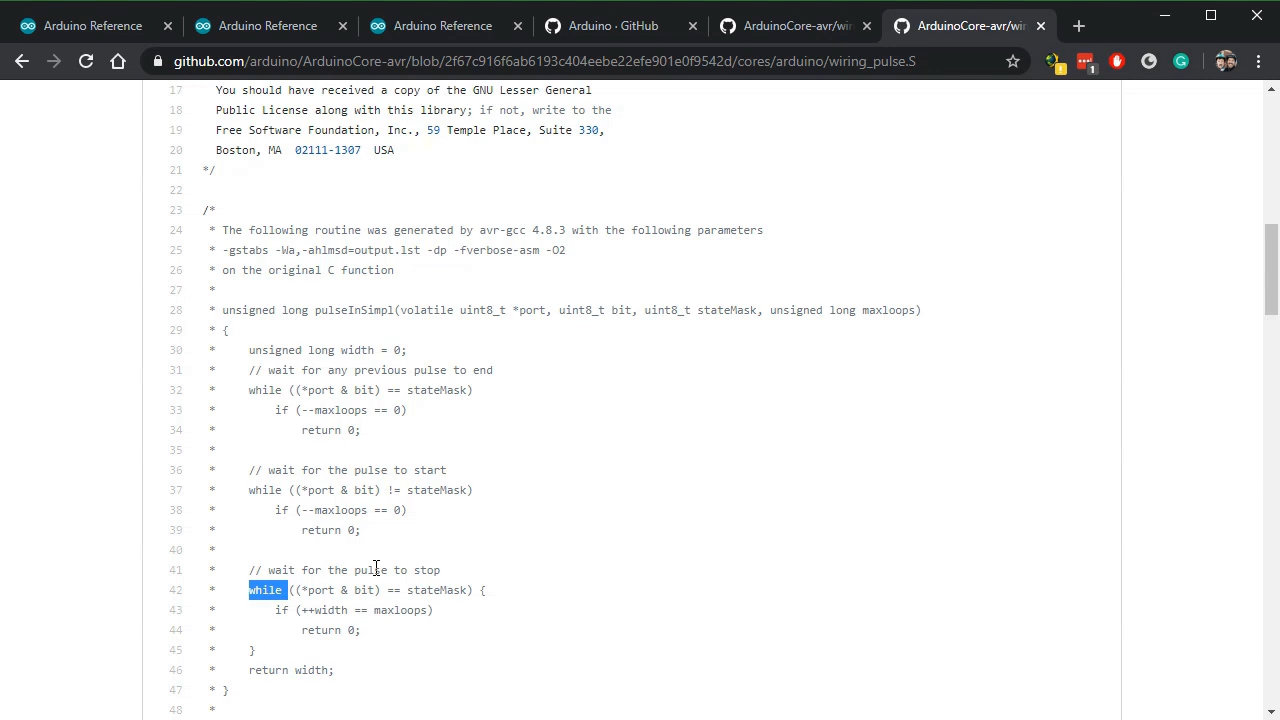 Arduino Reference
Arduino Reference
Arduino Reference
Arduino · GitHub
ArduinoCore-avr/wi
ArduinoCore-avr/wi
github.com/arduino/ArduinoCore-avr/blob/2f67c916f6ab6193c404eebe22efe901e0f9542d/cores/arduino/wiring_pulse.S
1
17 You should have received a copy of the GNU Lesser General
18 Public License along with this library; if not, write to the
19 Free Software Foundation, Inc., 59 Temple Place, Suite 330,
20 Boston, MA 02111-1307 USA
21 */
22
23 /*
24 * The following routine was generated by avr-gcc 4.8.3 with the following parameters
25 * -gstabs -Wa,-ahlmsd=output.lst -dp -fverbose-asm -O2
26 * on the original C function
27 *
28 * unsigned long pulseInSimpl(volatile uint8_t *port, uint8_t bit, uint8_t stateMask, unsigned long maxloops)
29 * {
30 * unsigned long width = 0;
31 * // wait for any previous pulse to end
32 * while ((*port & bit) == stateMask)
33 * if (--maxloops == 0)
34 * return 0;
35 *
36 * // wait for the pulse to start
37 * while ((*port & bit) != stateMask)
38 * if (--maxloops == 0)
39 * return 0;
40 *
41 * // wait for the pulse to stop
42 * while ((*port & bit) == stateMask) {
43 * if (++width == maxloops)
44 * return 0;
45 * }
46 * return width;
47 * }
48 *